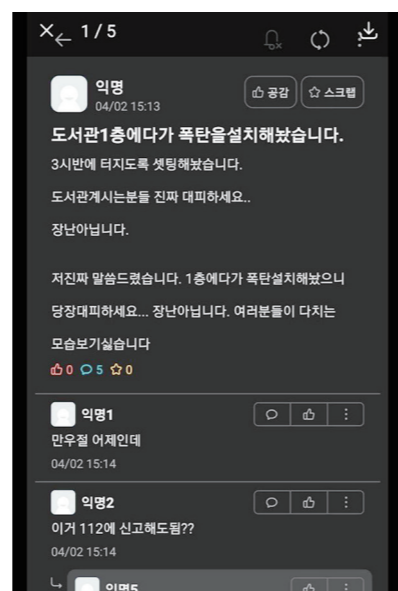 1 / 5
익명
04/02 15:13
공감
스크랩
도서관1층에다가 폭탄을설치해놨습니다.
3시반에 터지도록 셋팅해놨습니다.
도서관계시는분들 진짜 대피하세요..
장난아닙니다.
저진짜 말씀드렸습니다. 1층에다가 폭탄설치해놨으니
당장대피하세요... 장난아닙니다. 여러분들이 다치는
모습보기싫습니다
0 5 0
익명1
만우절 어제인데
04/02 15:14
익명2
이거 112에 신고해도됨??
04/02 15:14
익명5